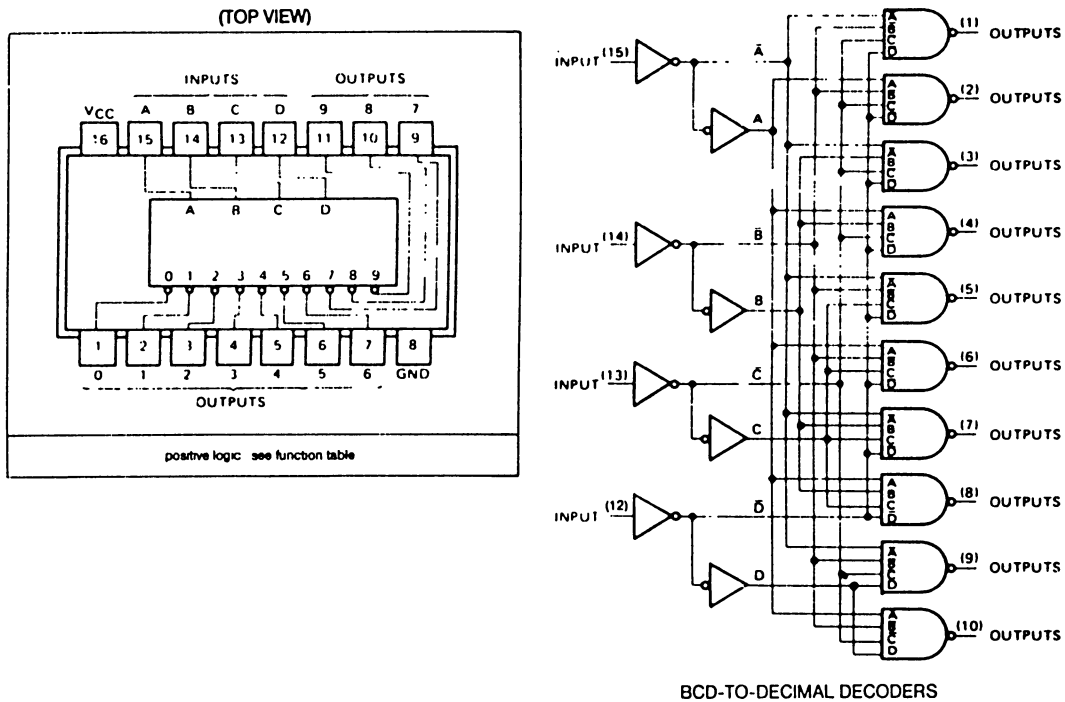 (TOP VIEW)
INPUTS OUTPUTS
VCC A B C D 9 8 7
16 15 14 13 12 11 10 9
A B C D
0 1 2 3 4 5 6 7 8 9
1 2 3 4 5 6 7 8
0 1 2 3 4 5 6 GND
OUTPUTS
positive logic see function table
INPUT (15)
Ā
A
INPUT (14)
B̄
B
INPUT (13)
C̄
C
INPUT (12)
D̄
D
(1) OUTPUTS
(2) OUTPUTS
(3) OUTPUTS
(4) OUTPUTS
(5) OUTPUTS
(6) OUTPUTS
(7) OUTPUTS
(8) OUTPUTS
(9) OUTPUTS
(10) OUTPUTS
BCD-TO-DECIMAL DECODERS